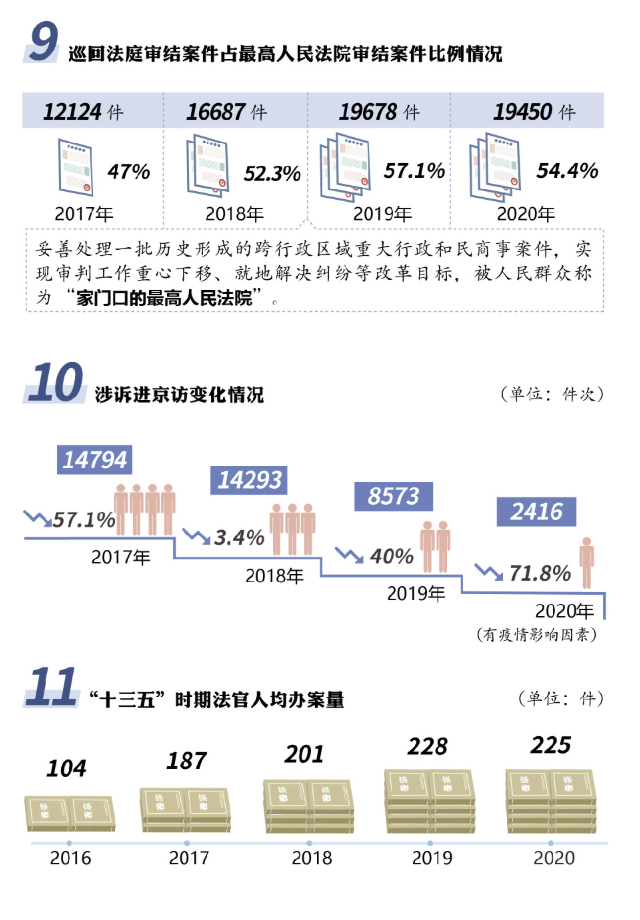 9 巡回法庭审结案件占最高人民法院审结案件比例情况
12124 件 16687 件 19678 件 19450 件
47% 52.3% 57.1% 54.4%
2017年 2018年 2019年 2020年
妥善处理一批历史形成的跨行政区域重大行政和民商事案件，实
现审判工作重心下移、就地解决纠纷等改革目标，被人民群众称
为“家门口的最高人民法院”。
10 涉诉进京访变化情况 （单位：件次）
14794 14293 8573 2416
57.1% 3.4% 40% 71.8%
2017年 2018年 2019年 2020年
（有疫情影响因素）
11 “十三五”时期法官人均办案量 （单位：件）
104 187 201 228 225
2016 2017 2018 2019 2020